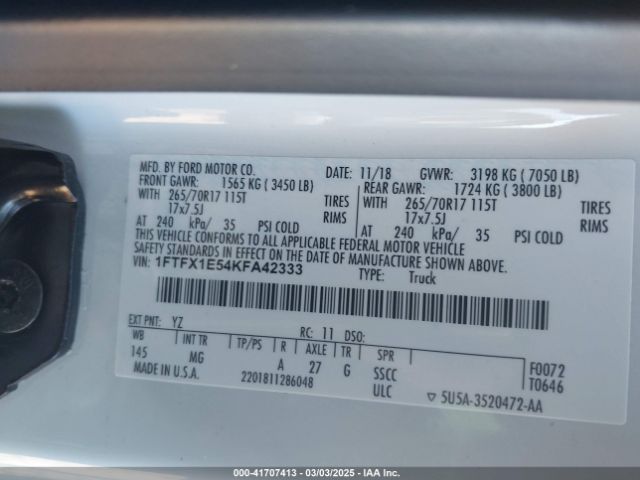 MFD. BY FORD MOTOR CO. DATE: 11/18 GVWR: 3198 KG ( 7050 LB)
FRONT GAWR: 1565 KG ( 3450 LB) REAR GAWR: 1724 KG ( 3800 LB)
WITH 265/70R17 115T TIRES WITH 265/70R17 115T TIRES
17x7.5J RIMS 17x7.5J RIMS
AT 240 kPa/ 35 PSI COLD AT 240 kPa/ 35 PSI COLD
THIS VEHICLE CONFORMS TO ALL APPLICABLE FEDERAL MOTOR VEHICLE
SAFETY STANDARDS IN EFFECT ON THE DATE OF MANUFACTURE SHOWN ABOVE.
VIN: 1FTFX1E54KFA42333 TYPE: Truck
EXT PNT: YZ RC: 11 DSO:
WB INT TR TP/PS R AXLE TR SPR F0072
145 MG A 27 G SSCC T0646
MADE IN U.S.A. 2201811286048 ULC ▽ 5U5A-3520472-AA
0-41707413 - 03/03/2025 - IAA Inc.